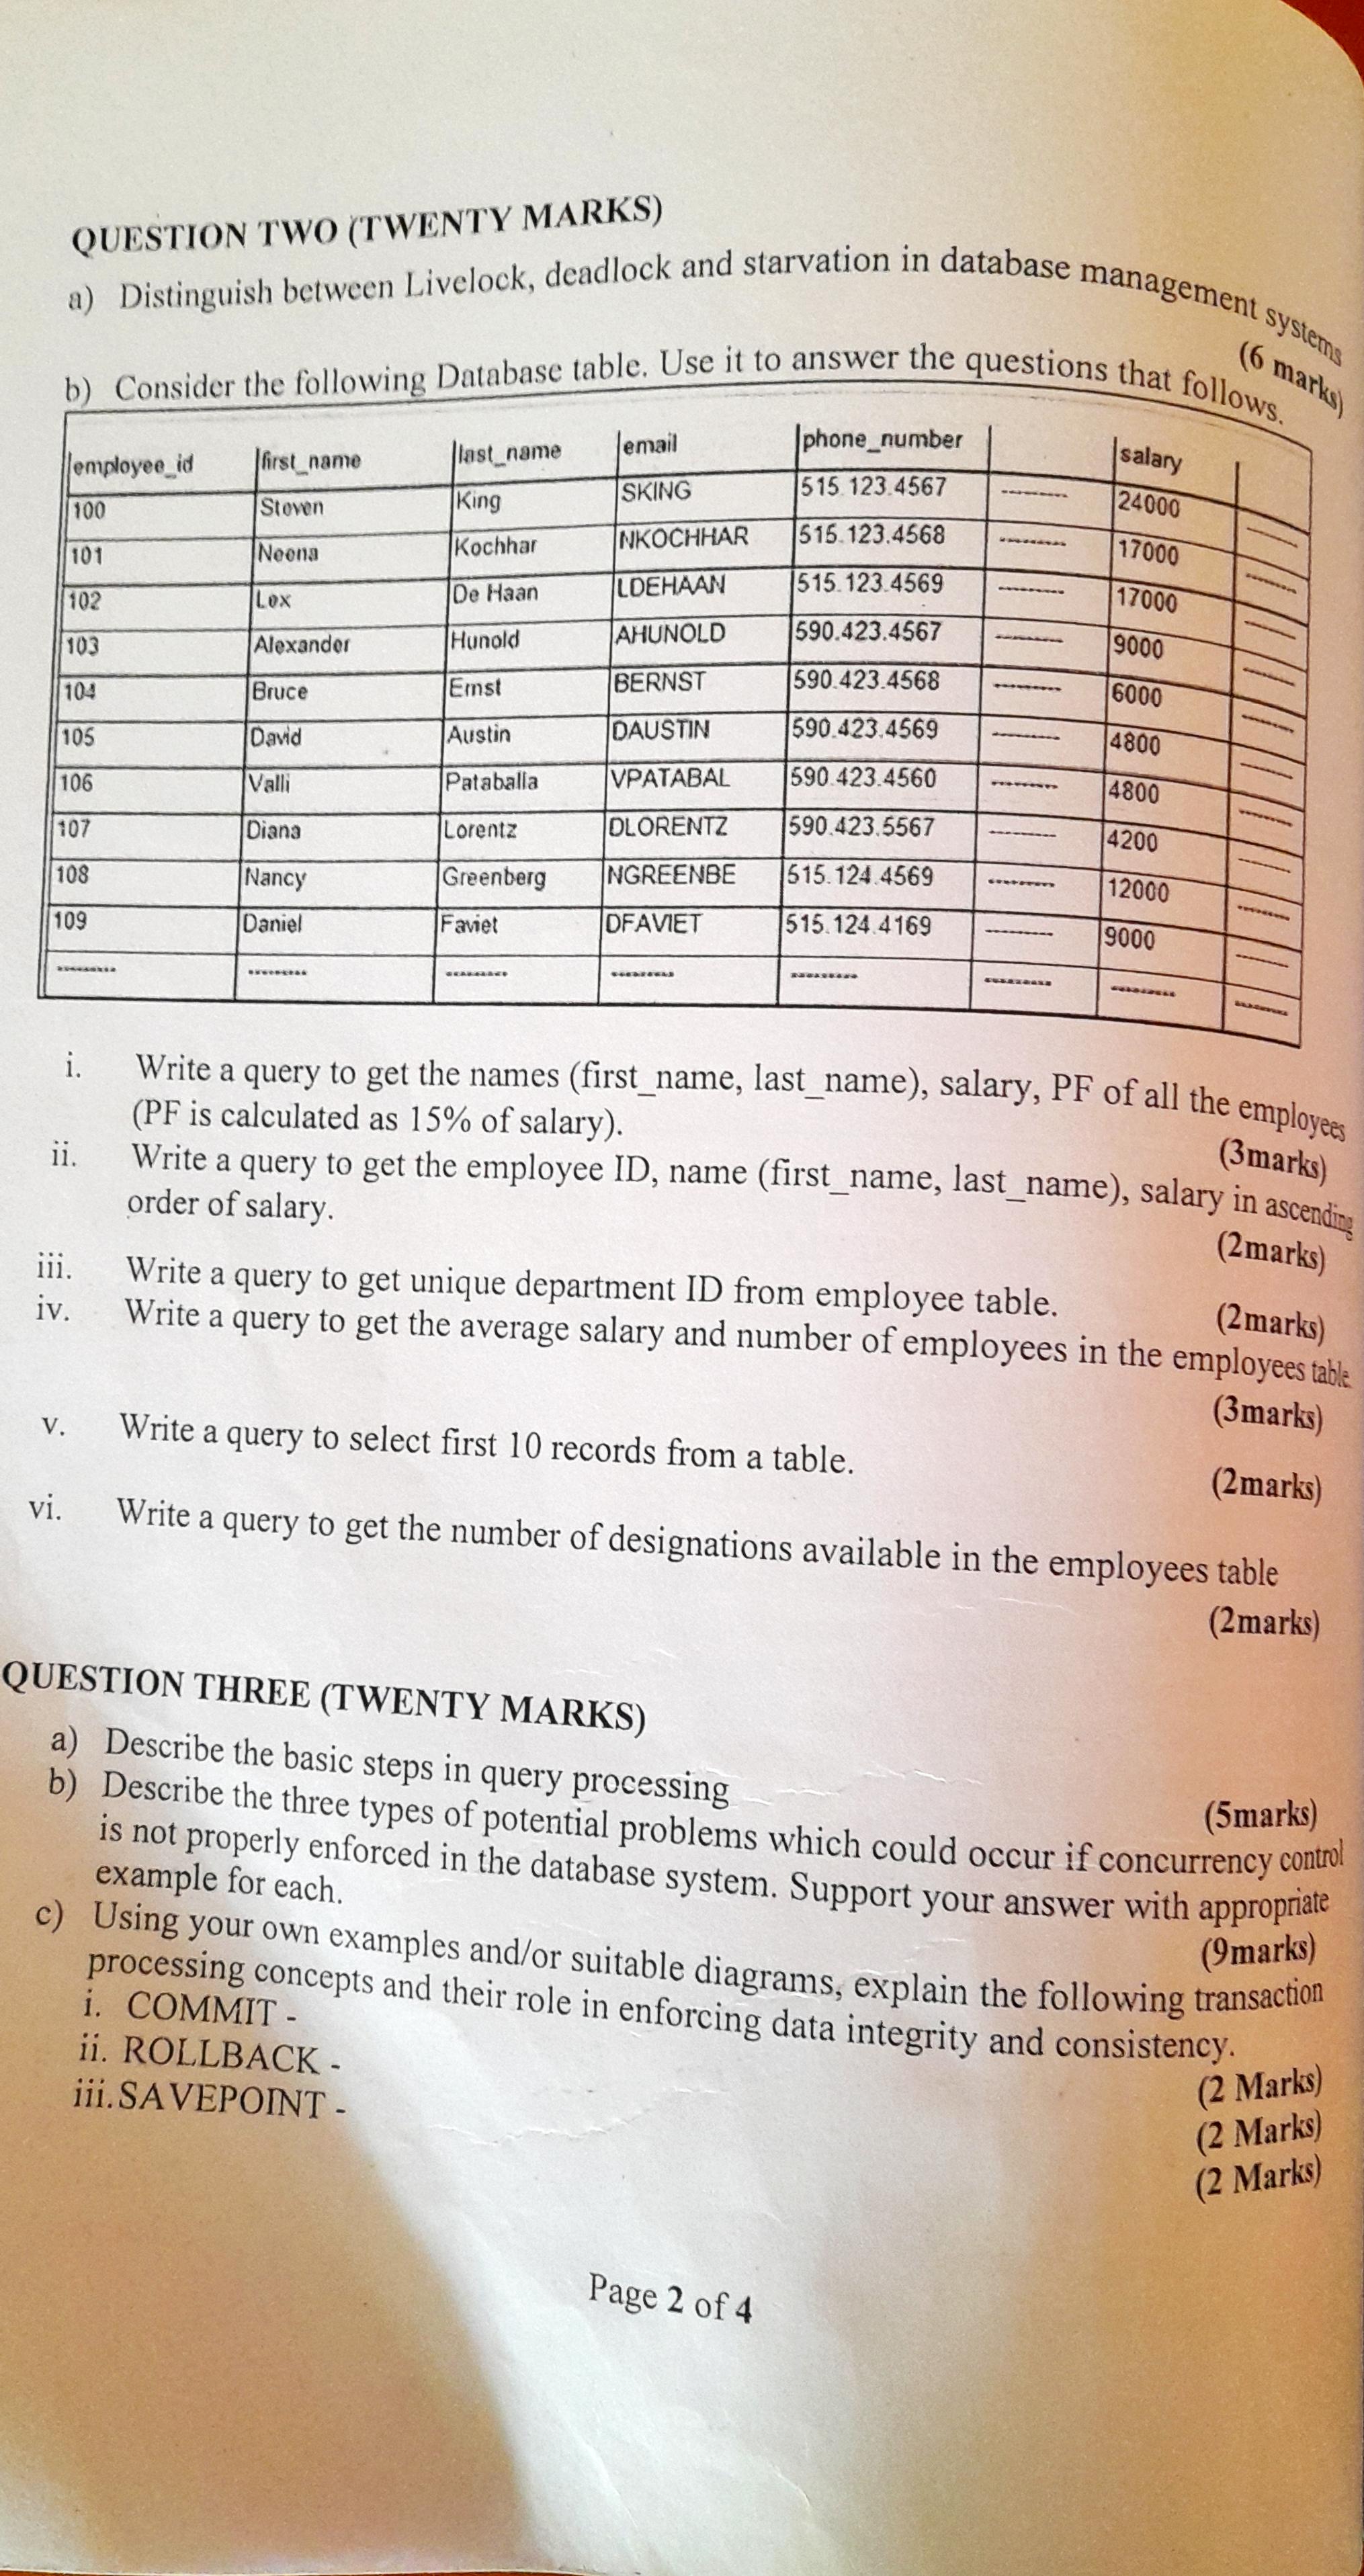 QUESTION TWO (TWENTY MARKS)
a) Distinguish between Livelock, deadlock and starvation in database management systems
(6 marks)
b) Consider the following Database table. Use it to answer the questions that follows.
employee_id first_name last_name email phone_number salary
100 Steven King SKING 515.123.4567 --------- 24000 ---------
101 Neena Kochhar NKOCHHAR 515.123.4568 --------- 17000 ---------
102 Lex De Haan LDEHAAN 515.123.4569 --------- 17000 ---------
103 Alexander Hunold AHUNOLD 590.423.4567 --------- 9000 ---------
104 Bruce Ernst BERNST 590.423.4568 --------- 6000 ---------
105 David Austin DAUSTIN 590.423.4569 --------- 4800 ---------
106 Valli Pataballa VPATABAL 590.423.4560 --------- 4800 ---------
107 Diana Lorentz DLORENTZ 590.423.5567 --------- 4200 ---------
108 Nancy Greenberg NGREENBE 515.124.4569 --------- 12000 ---------
109 Daniel Faviet DFAVIET 515.124.4169 --------- 9000 ---------
--------- --------- --------- --------- --------- --------- --------- ---------
i. Write a query to get the names (first_name, last_name), salary, PF of all the employees
(PF is calculated as 15% of salary).
(3marks)
ii. Write a query to get the employee ID, name (first_name, last_name), salary in ascending
order of salary.
(2marks)
iii. Write a query to get unique department ID from employee table.
(2marks)
iv. Write a query to get the average salary and number of employees in the employees table.
(3marks)
v. Write a query to select first 10 records from a table.
(2marks)
vi. Write a query to get the number of designations available in the employees table
(2marks)
QUESTION THREE (TWENTY MARKS)
a) Describe the basic steps in query processing
(5marks)
b) Describe the three types of potential problems which could occur if concurrency control
is not properly enforced in the database system. Support your answer with appropriate
example for each.
(9marks)
c) Using your own examples and/or suitable diagrams, explain the following transaction
processing concepts and their role in enforcing data integrity and consistency.
i. COMMIT -
(2 Marks)
ii. ROLLBACK -
(2 Marks)
iii. SAVEPOINT -
(2 Marks)
Page 2 of 4